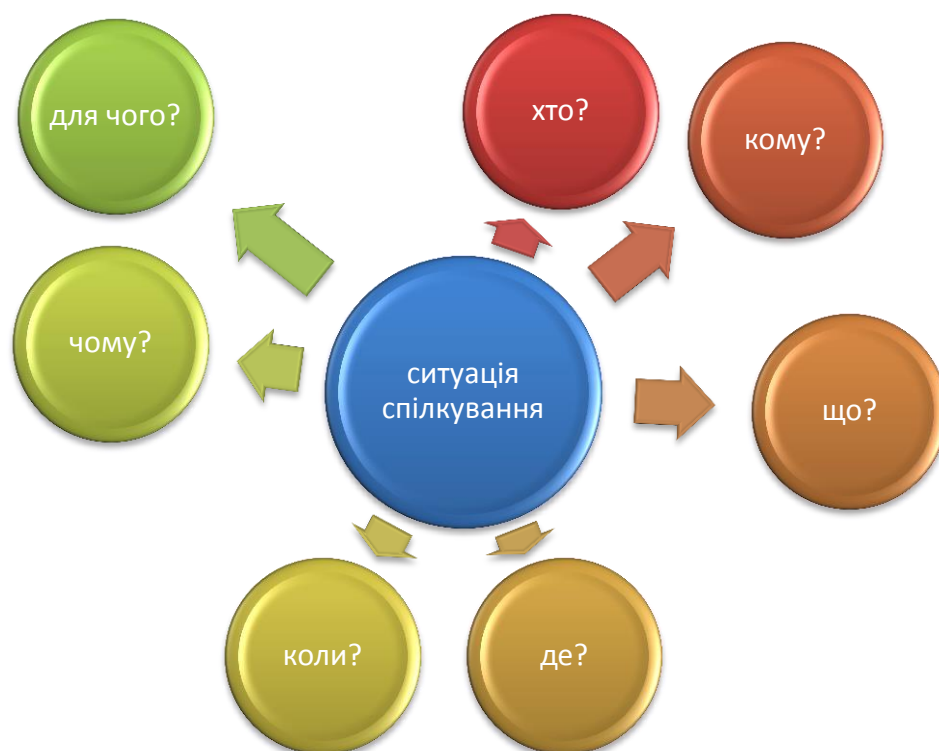 для чого?
хто?
кому?
чому?
ситуація
спілкування
що?
коли?
де?